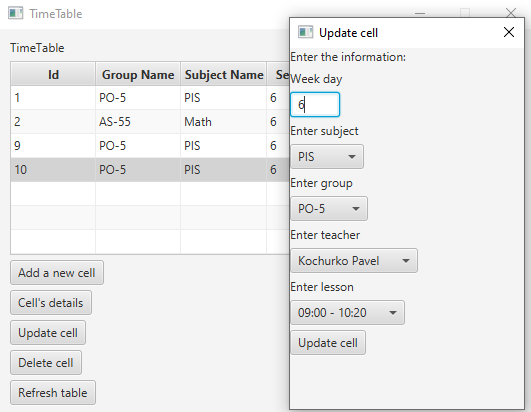 TimeTable
TimeTable
Id Group Name Subject Name Se
1 PO-5 PIS 6
2 AS-55 Math 6
9 PO-5 PIS 6
10 PO-5 PIS 6
Add a new cell
Cell's details
Update cell
Delete cell
Refresh table
Update cell
Enter the information:
Week day
6
Enter subject
PIS
Enter group
PO-5
Enter teacher
Kochurko Pavel
Enter lesson
09:00 - 10:20
Update cell